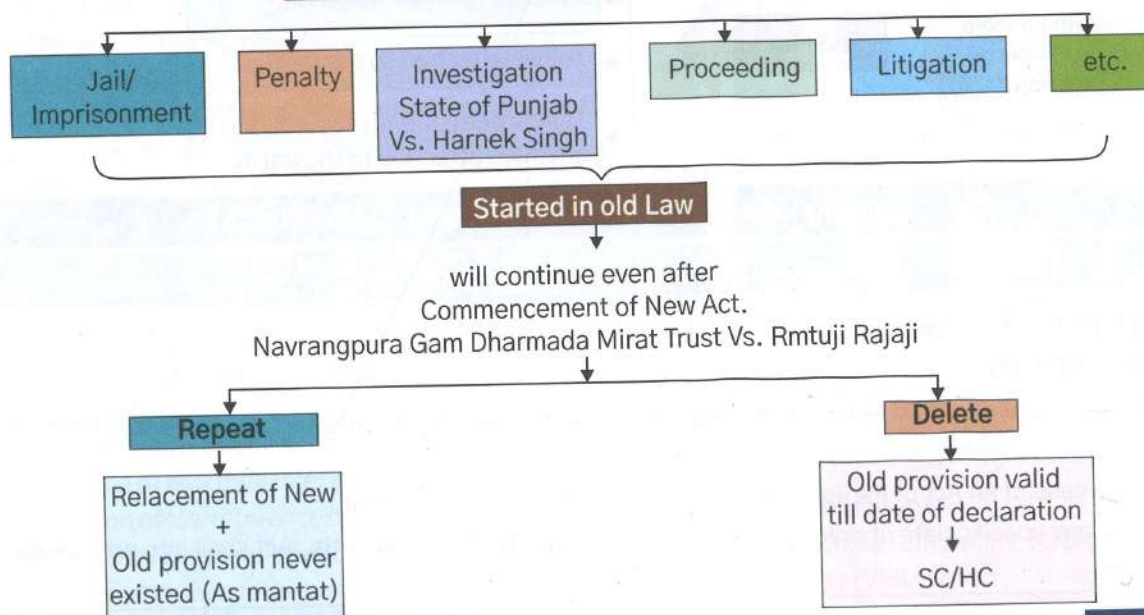 Jail/
Imprisonment
Penalty
Investigation
State of Punjab
Vs. Harnek Singh
Proceeding
Litigation
etc.
Started in old Law
will continue even after
Commencement of New Act.
Navrangpura Gam Dharmada Mirat Trust Vs. Rmtuji Rajaji
Repeat
Relacement of New
+
Old provision never
existed (As mantat)
Delete
Old provision valid
till date of declaration
SC/HC